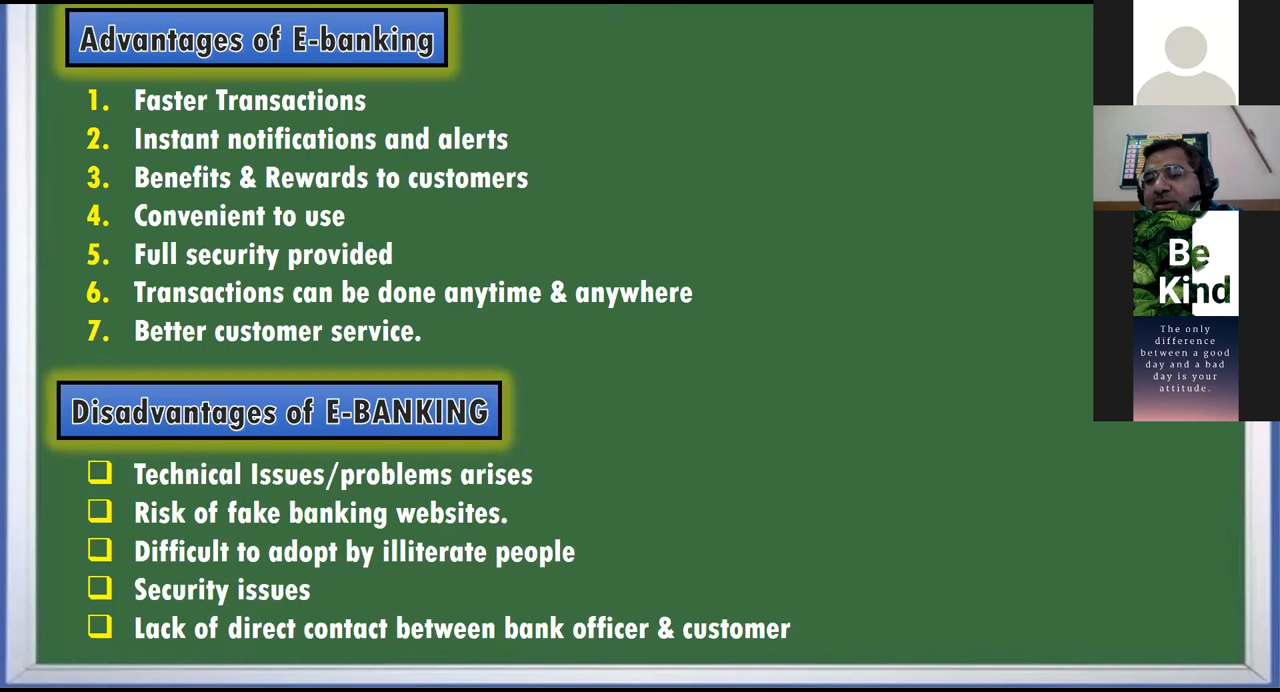 Advantages of E-banking
1. Faster Transactions
2. Instant notifications and alerts
3. Benefits & Rewards to customers
4. Convenient to use
5. Full security provided
6. Transactions can be done anytime & anywhere
7. Better customer service.
Disadvantages of E-BANKING
❑ Technical Issues/problems arises
❑ Risk of fake banking websites.
❑ Difficult to adopt by illiterate people
❑ Security issues
❑ Lack of direct contact between bank officer & customer
Be
Kind
The only
difference
between a good
day and a bad
day is your
attitude.